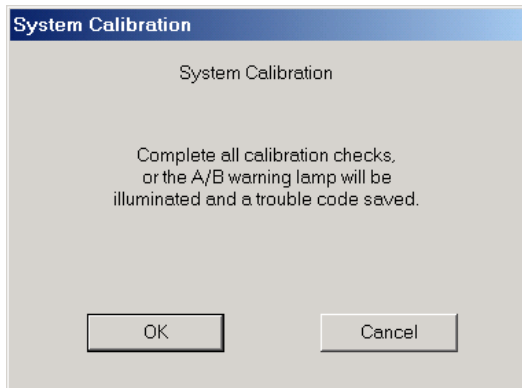 System Calibration
System Calibration
Complete all calibration checks,
or the A/B warning lamp will be
illuminated and a trouble code saved.
OK
Cancel